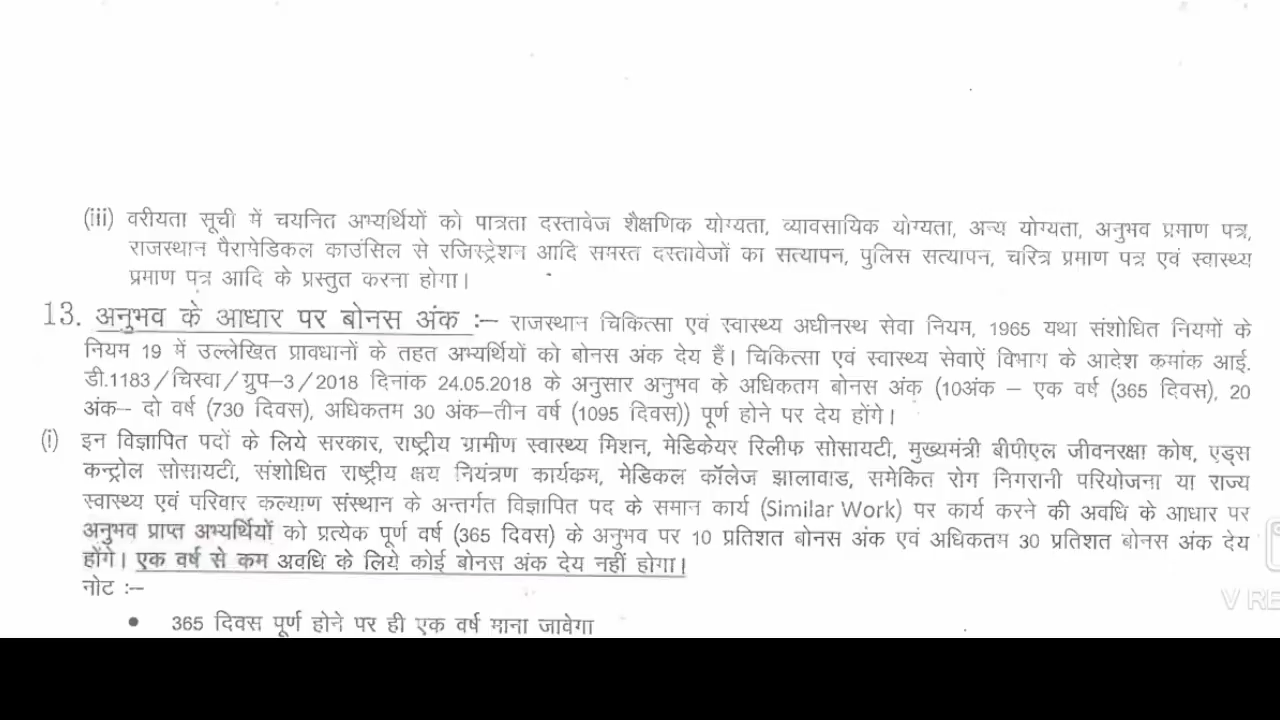 (iii) वरीयता सूची में चयनित अभ्यर्थियों को पात्रता दस्तावेज शैक्षणिक योग्यता, व्यावसायिक योग्यता, अन्य योग्यता, अनुभव प्रमाण पत्र,
राजस्थान पैरामेडिकल काउंसिल से रजिस्ट्रेशन आदि समस्त दस्तावेजों का सत्यापन, पुलिस सत्यापन, चरित्र प्रमाण पत्र एवं स्वास्थ्य
प्रमाण पत्र आदि के प्रस्तुत करना होगा।
13. अनुभव के आधार पर बोनस अंक :– राजस्थान चिकित्सा एवं स्वास्थ्य अधीनस्थ सेवा नियम, 1965 यथा संशोधित नियमों के
नियम 19 में उल्लेखित प्रावधानों के तहत अभ्यर्थियों को बोनस अंक देय हैं। चिकित्सा एवं स्वास्थ्य सेवाऐं विभाग के आदेश कमांक आई.
डी.1183/चिस्वा/ग्रुप–3/2018 दिनांक 24.05.2018 के अनुसार अनुभव के अधिकतम बोनस अंक (10अंक – एक वर्ष (365 दिवस), 20
अंक– दो वर्ष (730 दिवस), अधिकतम 30 अंक–तीन वर्ष (1095 दिवस)) पूर्ण होने पर देय होंगे।
(i) इन विज्ञापित पदों के लिये सरकार, राष्ट्रीय ग्रामीण स्वास्थ्य मिशन, मेडिकेयर रिलीफ सोसायटी, मुख्यमंत्री बीपीएल जीवनरक्षा कोष, एड्स
कन्ट्रोल सोसायटी, संशोधित राष्ट्रीय क्षय नियंत्रण कार्यकम, मेडिकल कॉलेज झालावाड, समेकित रोग निगरानी परियोजना या राज्य
स्वास्थ्य एवं परिवार कल्याण संस्थान के अन्तर्गत विज्ञापित पद के समान कार्य (Similar Work) पर कार्य करने की अवधि के आधार पर
अनुभव प्राप्त अभ्यर्थियों को प्रत्येक पूर्ण वर्ष (365 दिवस) के अनुभव पर 10 प्रतिशत बोनस अंक एवं अधिकतम 30 प्रतिशत बोनस अंक देय
होंगे। एक वर्ष से कम अवधि के लिये कोई बोनस अंक देय नहीं होगा।
नोट :–
• 365 दिवस पूर्ण होने पर ही एक वर्ष माना जावेगा
V RE